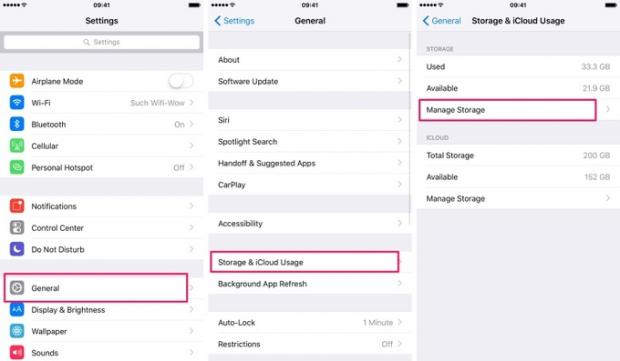 09:41
Settings
Settings
Airplane Mode
Wi-Fi Such Wifi-Wow
Bluetooth On
Cellular
Personal Hotspot Off
Notifications
Control Center
Do Not Disturb
General
Display & Brightness
Wallpaper
Sounds
09:41
Settings General
About
Software Update
Siri
Spotlight Search
Handoff & Suggested Apps
CarPlay
Accessibility
Storage & iCloud Usage
Background App Refresh
Auto-Lock 1 Minute
Restrictions Off
09:41
General Storage & iCloud Usage
STORAGE
Used 33.3 GB
Available 21.9 GB
Manage Storage
ICLOUD
Total Storage 200 GB
Available 152 GB
Manage Storage